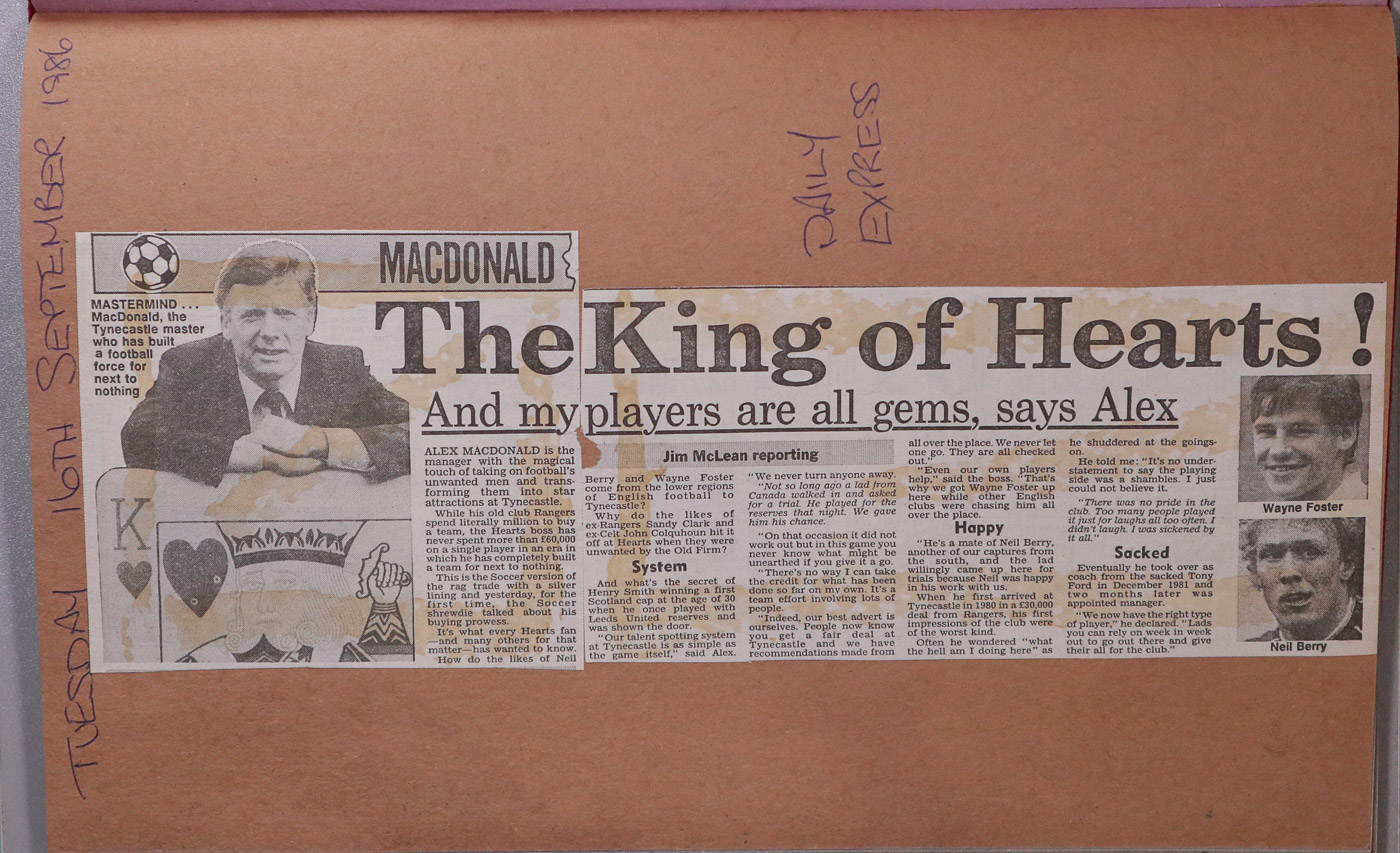 TUESDAY 16TH SEPTEMBER 1986
DAILY
EXPRESS
MACDONALD
MASTERMIND . . .
MacDonald, the
Tynecastle master
who has built
a football
force for
next to
nothing
K
The King of Hearts !
And my players are all gems, says Alex
Jim McLean reporting
ALEX MACDONALD is the
manager with the magical
touch of taking on football's
unwanted men and trans-
forming them into star
attractions at Tynecastle.
While his old club Rangers
spend literally million to buy
a team, the Hearts boss has
never spent more than £60,000
on a single player in an era in
which he has completely built
a team for next to nothing.
This is the Soccer version of
the rag trade with a silver
lining and yesterday, for the
first time, the Soccer
shrewdie talked about his
buying prowess.
It's what every Hearts fan
—and many others for that
matter—has wanted to know.
How do the likes of Neil
Berry and Wayne Foster
come from the lower regions
of English football to
Tynecastle?
Why do the likes of
ex-Rangers Sandy Clark and
ex-Celt John Colquhoun hit it
off at Hearts when they were
unwanted by the Old Firm?
System
And what's the secret of
Henry Smith winning a first
Scotland cap at the age of 30
when he once played with
Leeds United reserves and
was shown the door.
"Our talent spotting system
at Tynecastle is as simple as
the game itself," said Alex.
"We never turn anyone away.
"Not so long ago a lad from
Canada walked in and asked
for a trial. He played for the
reserves that night. We gave
him his chance.
"On that occasion it did not
work out but in this game you
never know what might be
unearthed if you give it a go.
"There's no way I can take
the credit for what has been
done so far on my own. It's a
team effort involving lots of
people.
"Indeed, our best advert is
ourselves. People now know
you get a fair deal at
Tynecastle and we have
recommendations made from
all over the place. We never let
one go. They are all checked
out."
"Even our own players
help," said the boss. "That's
why we got Wayne Foster up
here while other English
clubs were chasing him all
over the place.
Happy
"He's a mate of Neil Berry,
another of our captures from
the south, and the lad
willingly came up here for
trials because Neil was happy
in his work with us.
When he first arrived at
Tynecastle in 1980 in a £30,000
deal from Rangers, his first
impressions of the club were
of the worst kind.
Often he wondered "what
the hell am I doing here" as
he shuddered at the goings-
on.
He told me: "It's no under-
statement to say the playing
side was a shambles. I just
could not believe it.
"There was no pride in the
club. Too many people played
it just for laughs all too often. I
didn't laugh. I was sickened by
it all."
Sacked
Eventually he took over as
coach from the sacked Tony
Ford in December 1981 and
two months later was
appointed manager.
"We now have the right type
of player," he declared. "Lads
you can rely on week in week
out to go out there and give
their all for the club."
Wayne Foster
Neil Berry